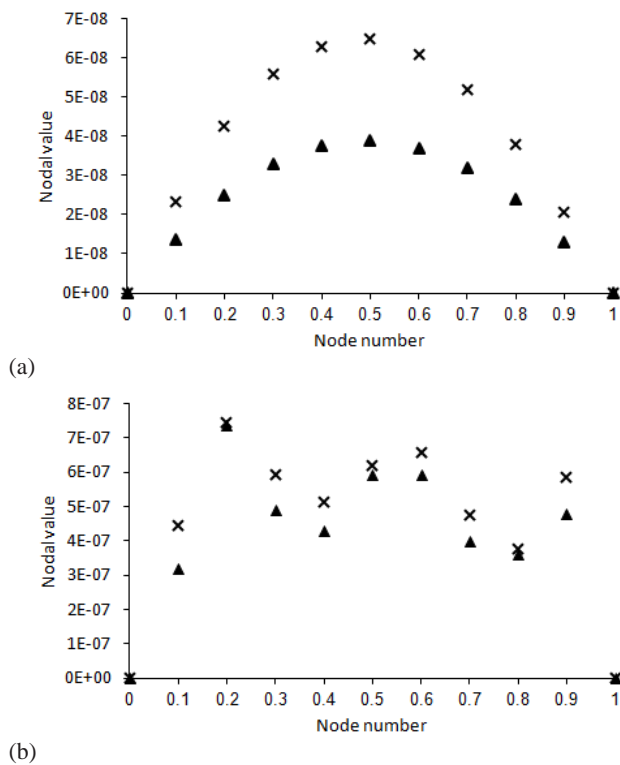 7E-08
6E-08
5E-08
4E-08
3E-08
2E-08
1E-08
0E+00
Nodal value
0 0.1 0.2 0.3 0.4 0.5 0.6 0.7 0.8 0.9 1
Node number
(a)
8E-07
7E-07
6E-07
5E-07
4E-07
3E-07
2E-07
1E-07
0E+00
Nodal value
0 0.1 0.2 0.3 0.4 0.5 0.6 0.7 0.8 0.9 1
Node number
(b)